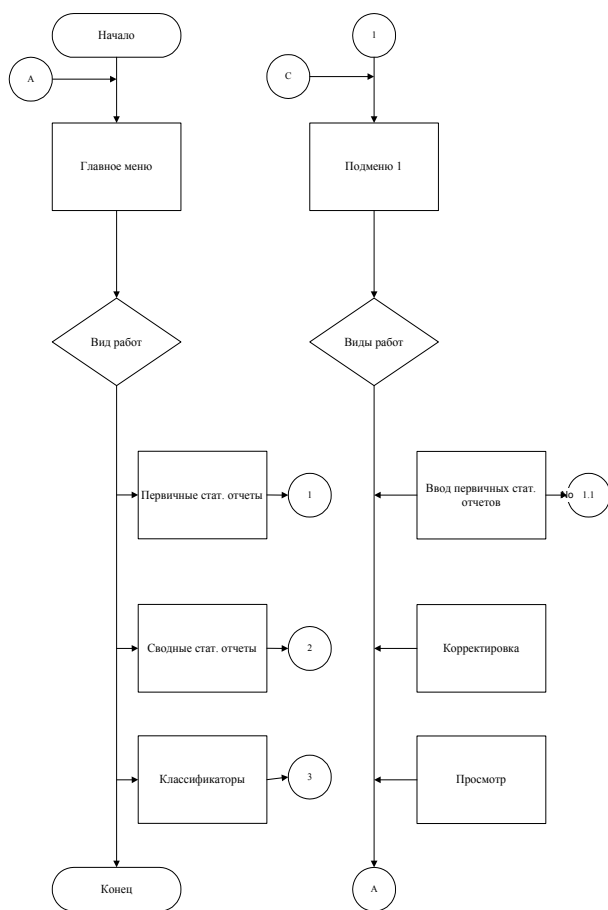 Начало
А
Главное меню
Вид работ
Первичные стат. отчеты
1
Сводные стат. отчеты
2
Классификаторы
3
Конец
1
С
Подменю 1
Виды работ
Ввод первичных стат.
отчетов
No
1.1
Корректировка
Просмотр
А